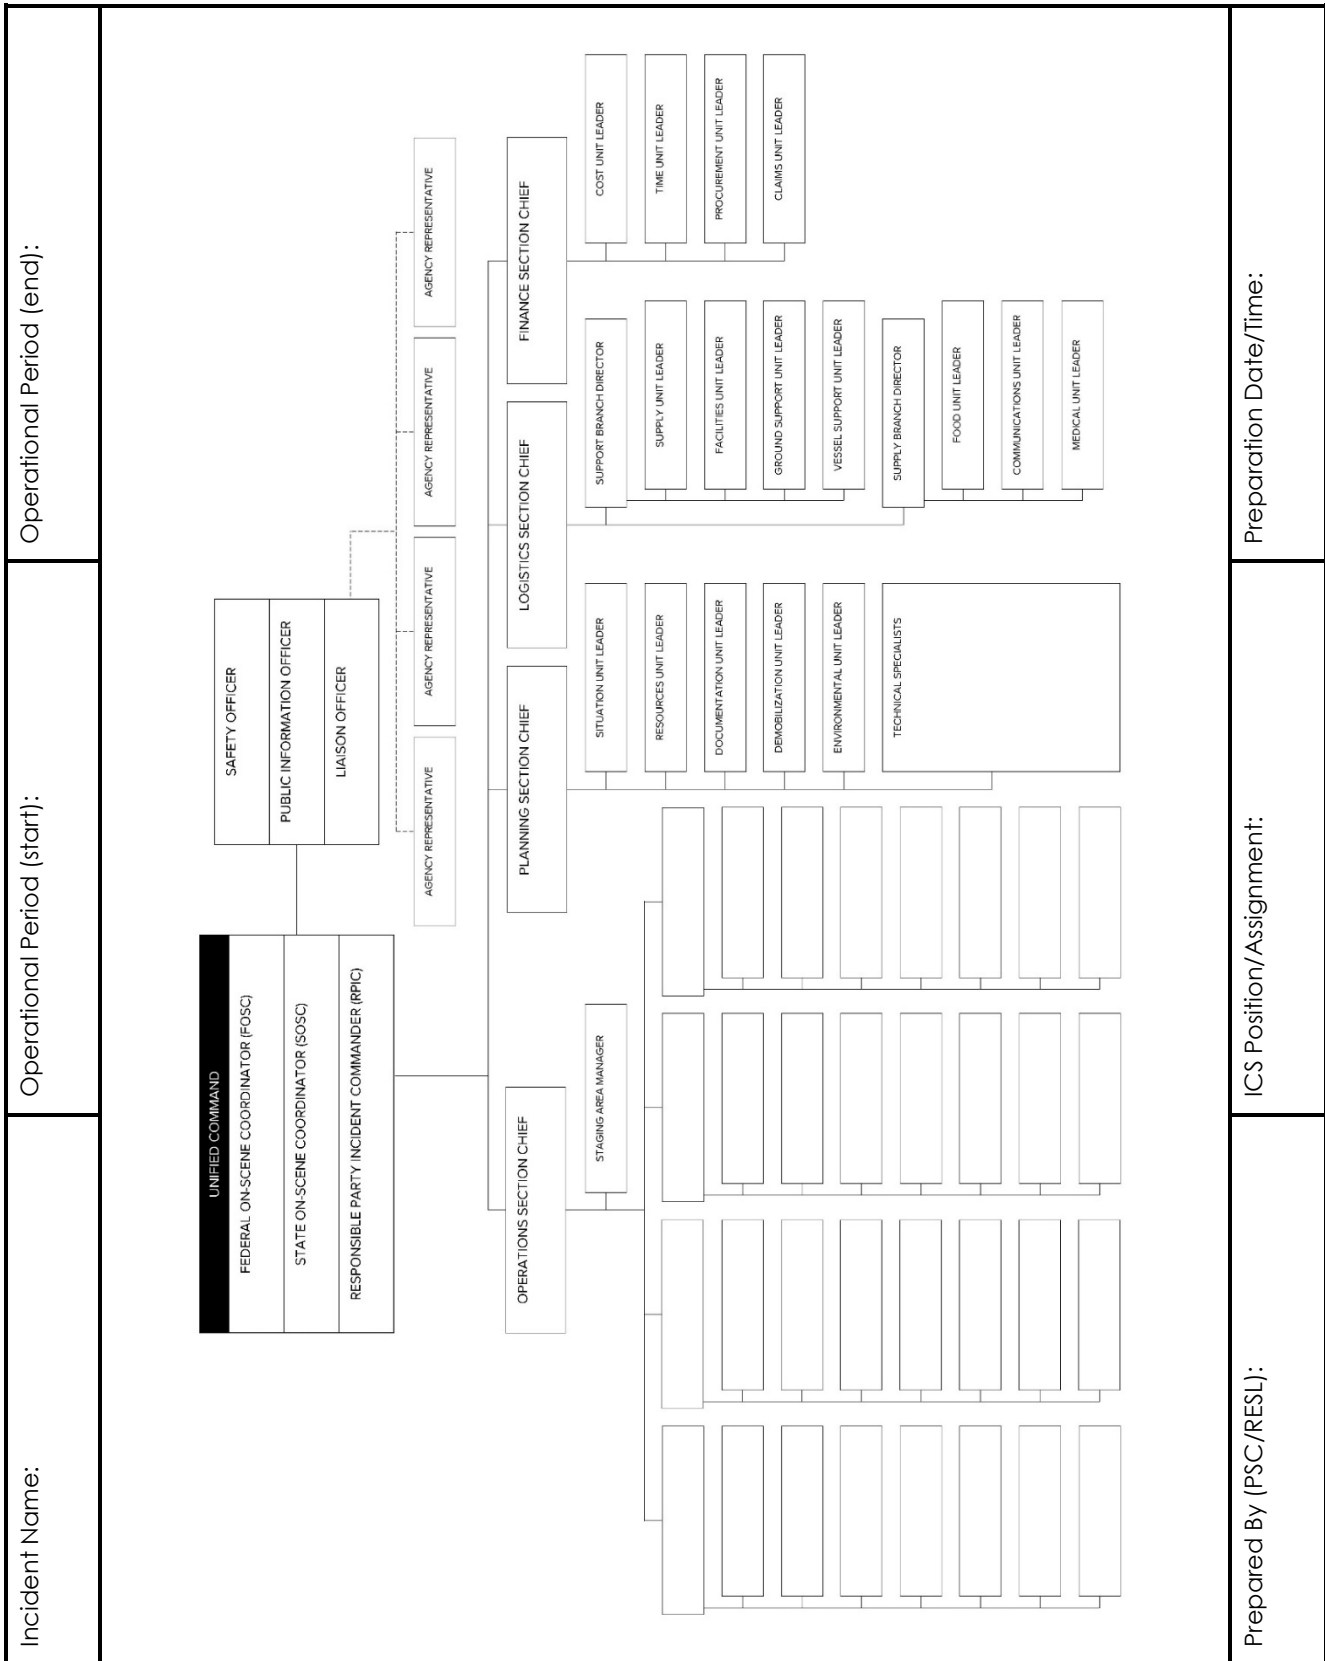 Incident Name:
Operational Period (start):
Operational Period (end):
UNIFIED COMMAND
FEDERAL ON-SCENE COORDINATOR (FOSC)
STATE ON-SCENE COORDINATOR (SOSC)
RESPONSIBLE PARTY INCIDENT COMMANDER (RPIC)
SAFETY OFFICER
PUBLIC INFORMATION OFFICER
LIAISON OFFICER
AGENCY REPRESENTATIVE
AGENCY REPRESENTATIVE
AGENCY REPRESENTATIVE
AGENCY REPRESENTATIVE
OPERATIONS SECTION CHIEF
STAGING AREA MANAGER
PLANNING SECTION CHIEF
SITUATION UNIT LEADER
RESOURCES UNIT LEADER
DOCUMENTATION UNIT LEADER
DEMOBILIZATION UNIT LEADER
ENVIRONMENTAL UNIT LEADER
TECHNICAL SPECIALISTS
LOGISTICS SECTION CHIEF
SUPPORT BRANCH DIRECTOR
SUPPLY UNIT LEADER
FACILITIES UNIT LEADER
GROUND SUPPORT UNIT LEADER
VESSEL SUPPORT UNIT LEADER
SUPPLY BRANCH DIRECTOR
FOOD UNIT LEADER
COMMUNICATIONS UNIT LEADER
MEDICAL UNIT LEADER
FINANCE SECTION CHIEF
COST UNIT LEADER
TIME UNIT LEADER
PROCUREMENT UNIT LEADER
CLAIMS UNIT LEADER
Prepared By (PSC/RESL):
ICS Position/Assignment:
Preparation Date/Time: